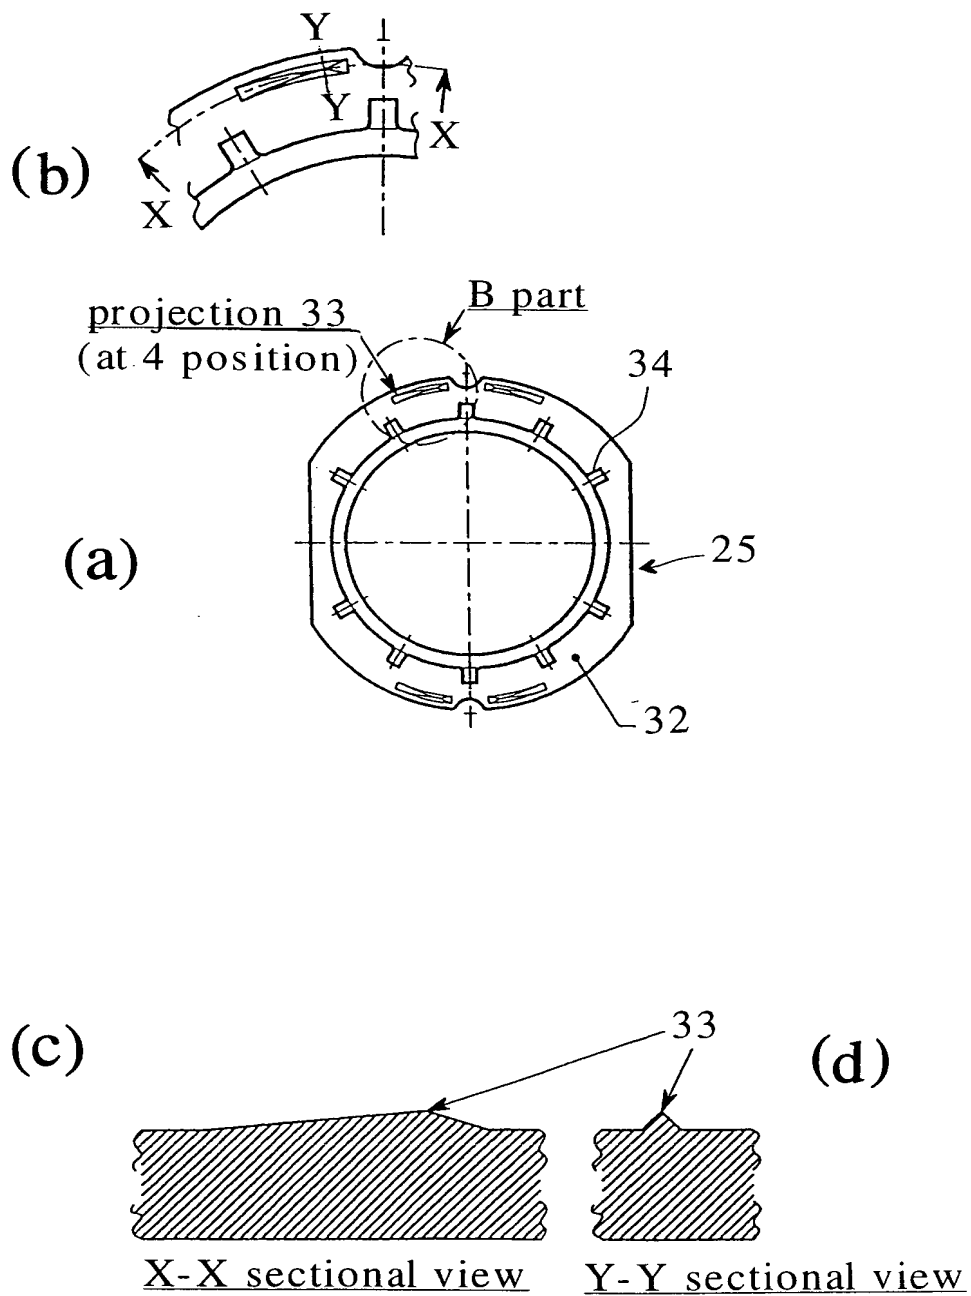 Y
Y
X
X
(b)
B part
projection 33
(at 4 position)
34
(a)
25
32
(c)
33
(d)
X-X sectional view
Y-Y sectional view